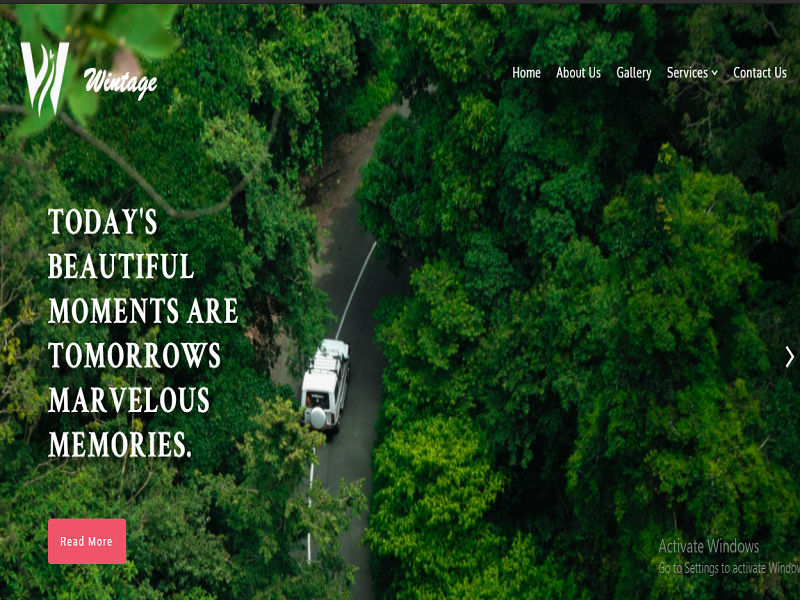 Wintage
Home About Us Gallery Services Contact Us
TODAY'S
BEAUTIFUL
MOMENTS ARE
TOMORROWS
MARVELOUS
MEMORIES.
Read More
Activate Windows
Go to Settings to activate Window